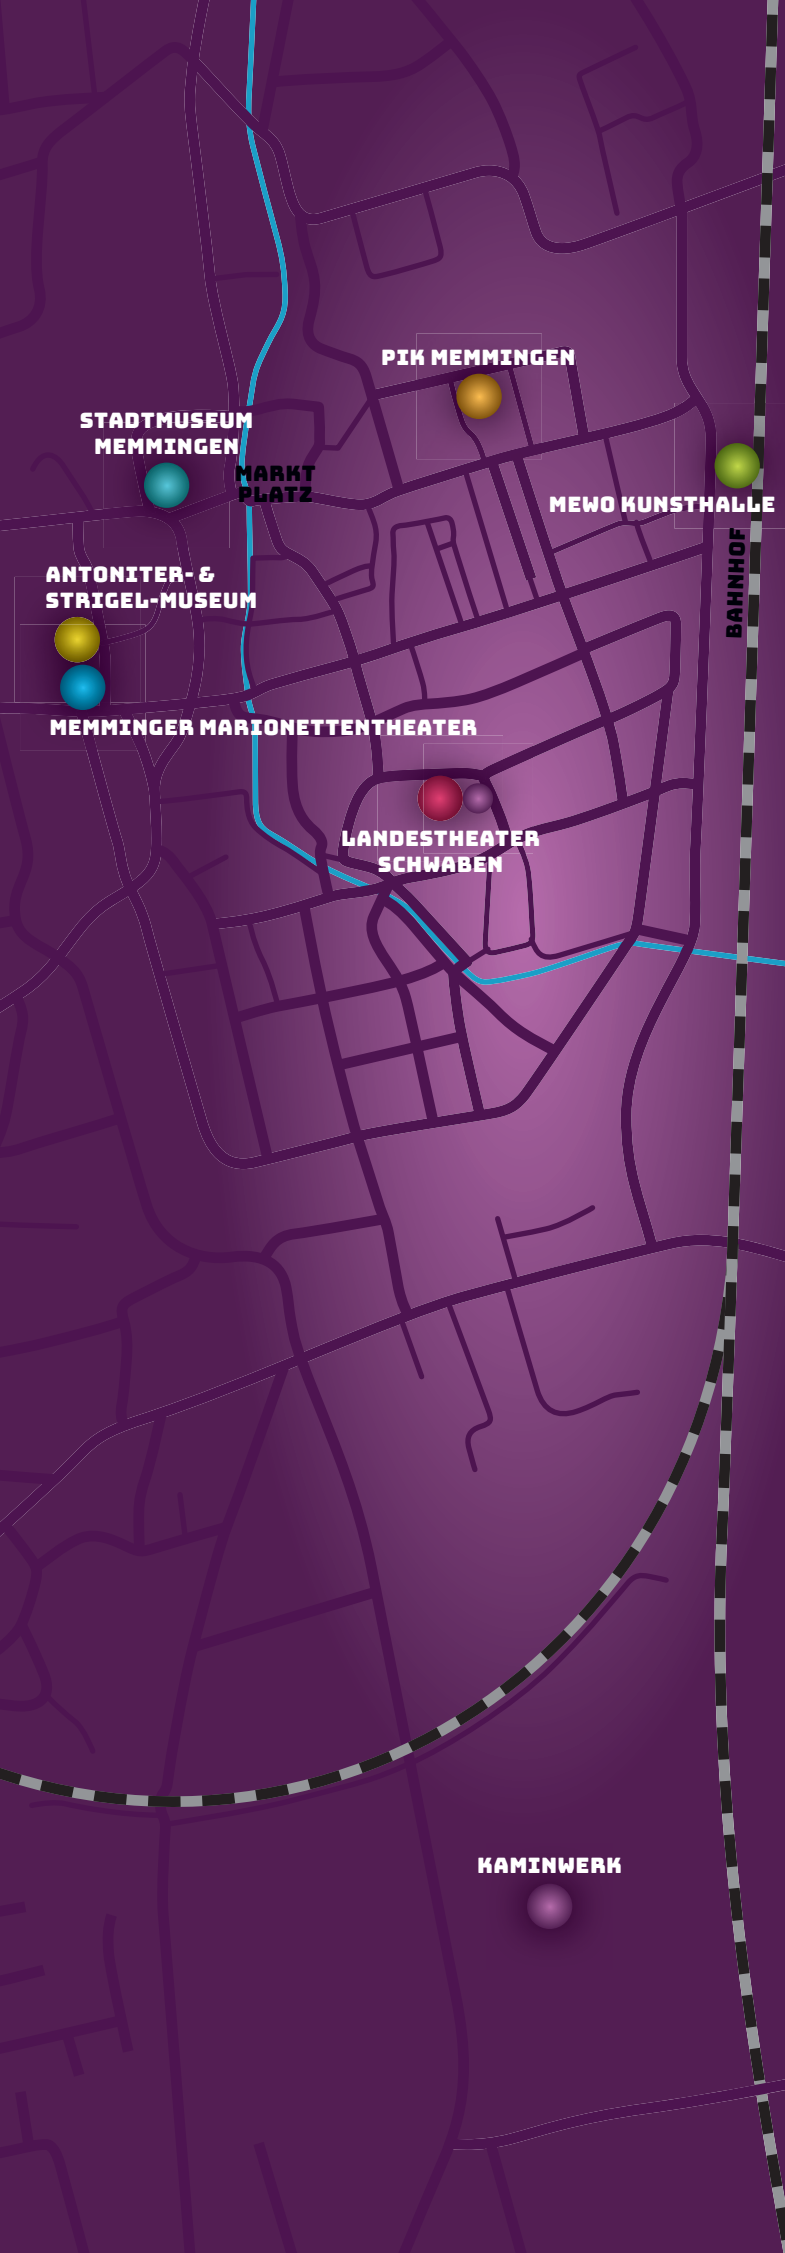 PIK MEMMINGEN
STADTMUSEUM
MEMMINGEN
MARKT
PLATZ
MEWO KUNSTHALLE
BAHNHOF
ANTONITER- &
STRIGEL-MUSEUM
MEMMINGER MARIONETTENTHEATER
LANDESTHEATER
SCHWABEN
KAMINWERK